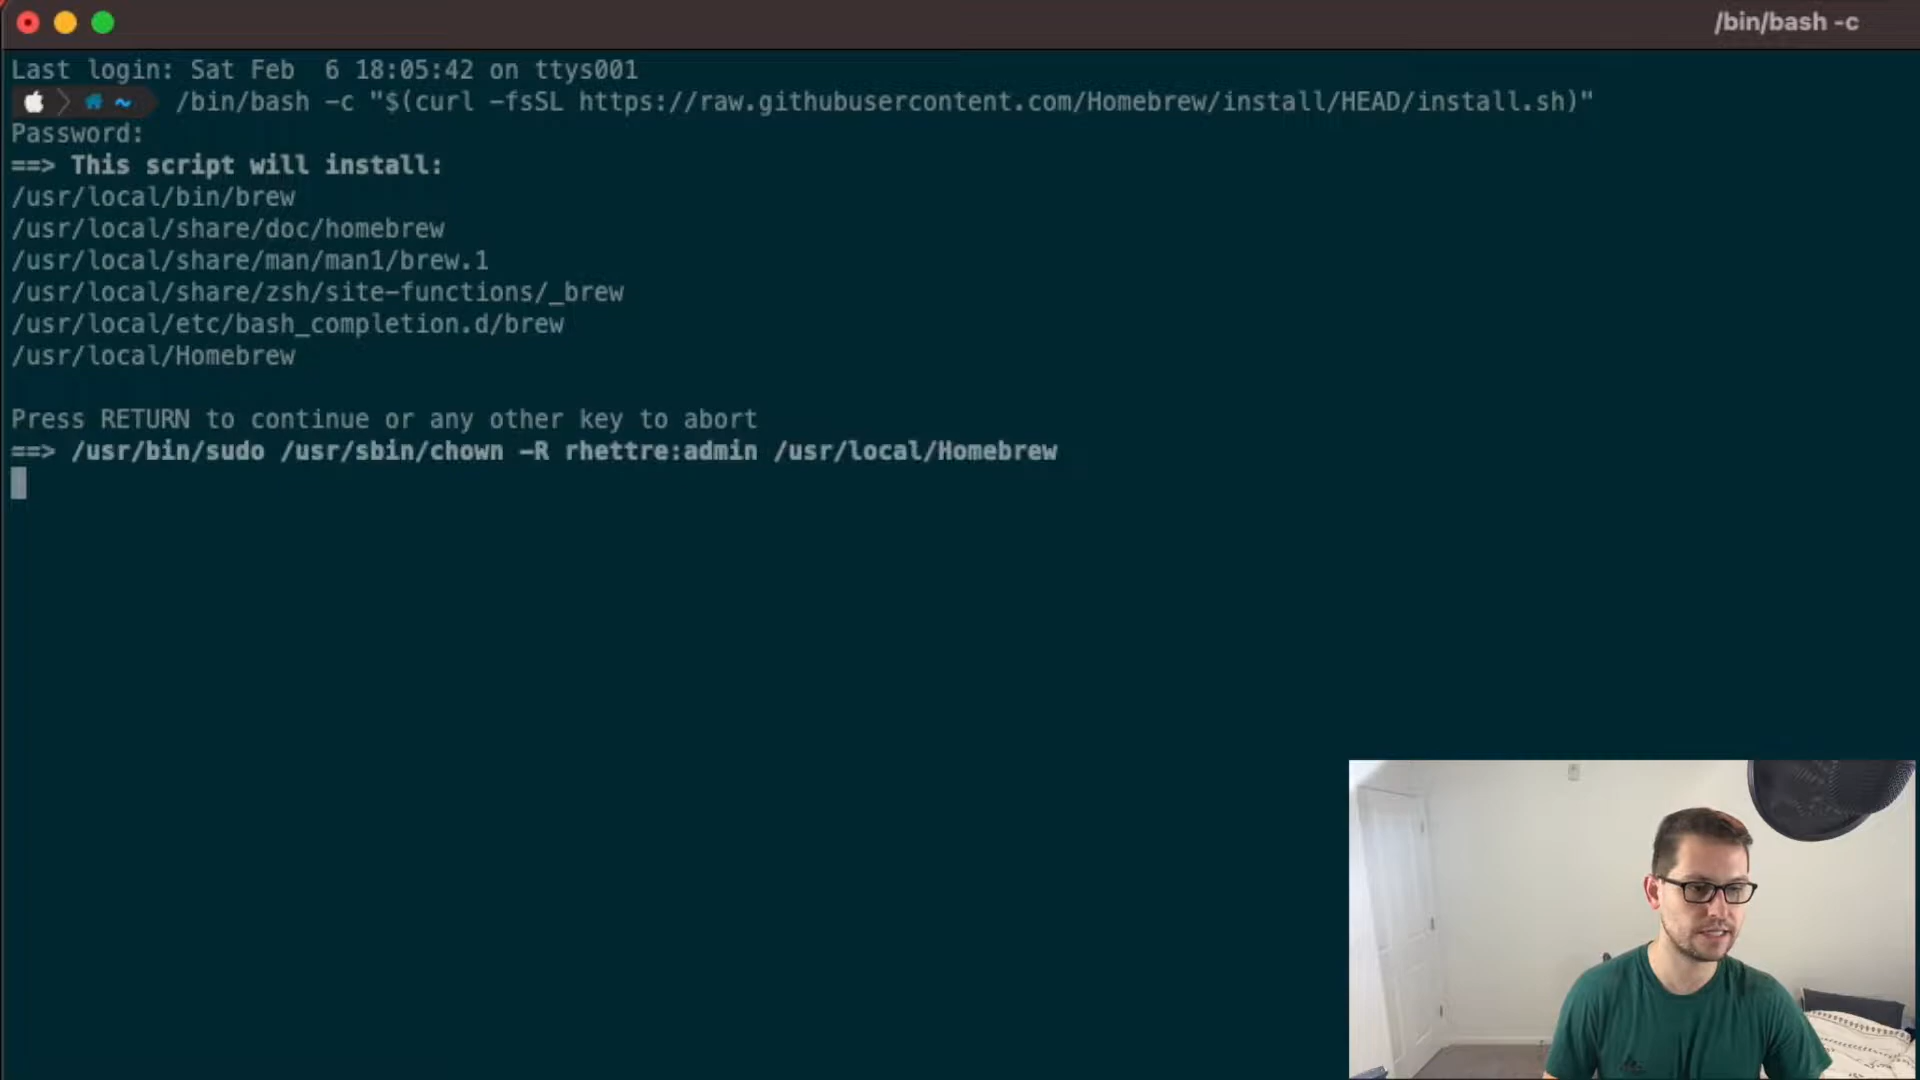 /bin/bash -c
Last login: Sat Feb  6 18:05:42 on ttys001
~ /bin/bash -c "$(curl -fsSL https://raw.githubusercontent.com/Homebrew/install/HEAD/install.sh)"
Password:
==> This script will install:
/usr/local/bin/brew
/usr/local/share/doc/homebrew
/usr/local/share/man/man1/brew.1
/usr/local/share/zsh/site-functions/_brew
/usr/local/etc/bash_completion.d/brew
/usr/local/Homebrew
Press RETURN to continue or any other key to abort
==> /usr/bin/sudo /usr/sbin/chown -R rhettre:admin /usr/local/Homebrew